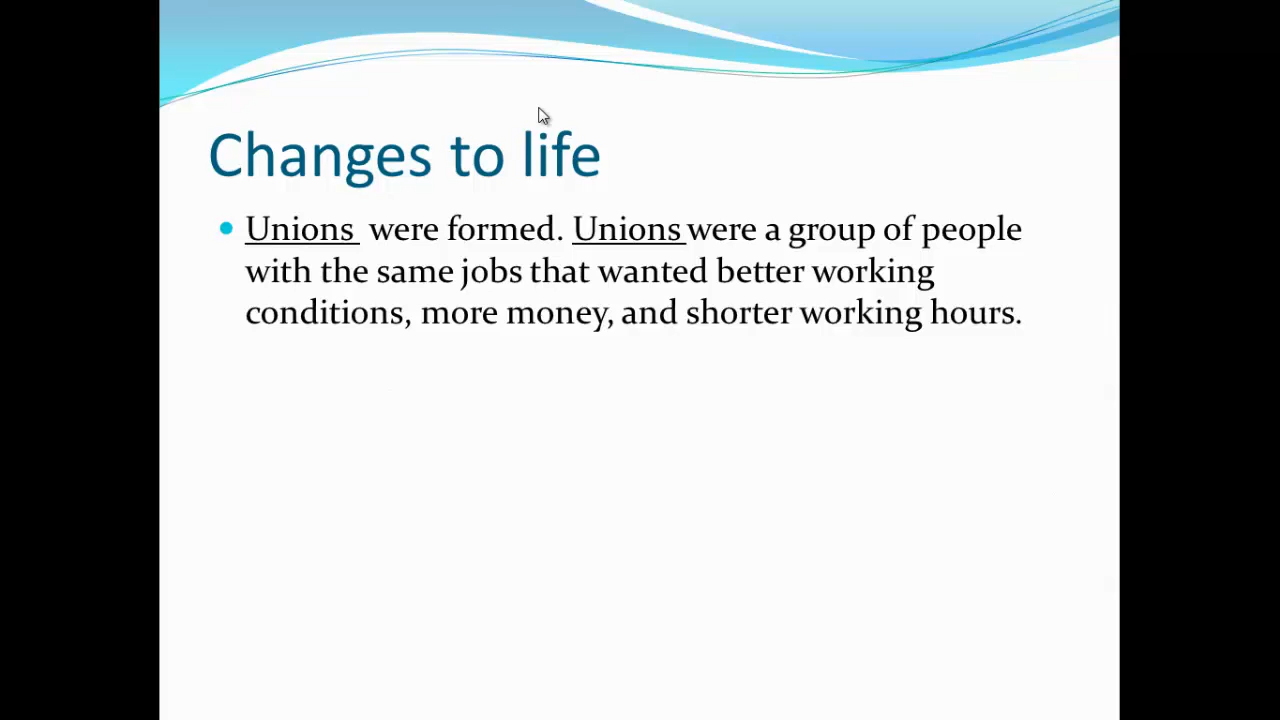 Changes to life
• Unions were formed. Unions were a group of people
with the same jobs that wanted better working
conditions, more money, and shorter working hours.